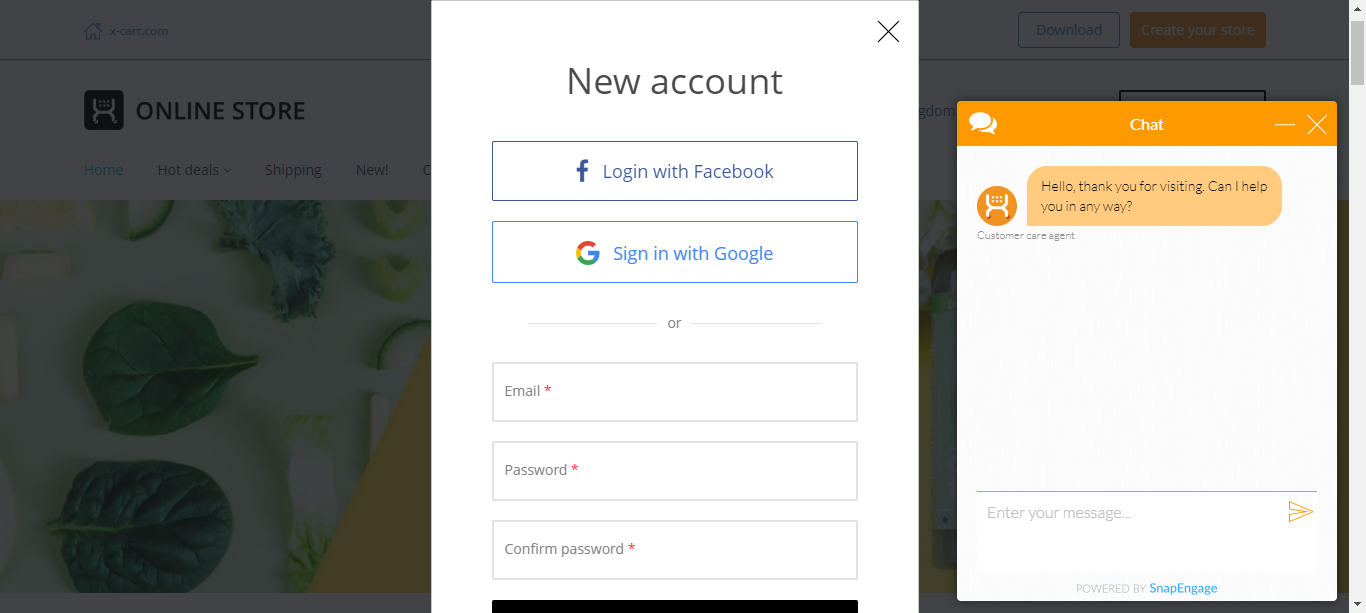 x-cart.com
Download
Create your store
ONLINE STORE
Home
Hot deals
Shipping
New!
New account
Login with Facebook
Sign in with Google
or
Email *
Password *
Confirm password *
Chat
Hello, thank you for visiting. Can I help
you in any way?
Customer care agent
Enter your message...
POWERED BY SnapEngage